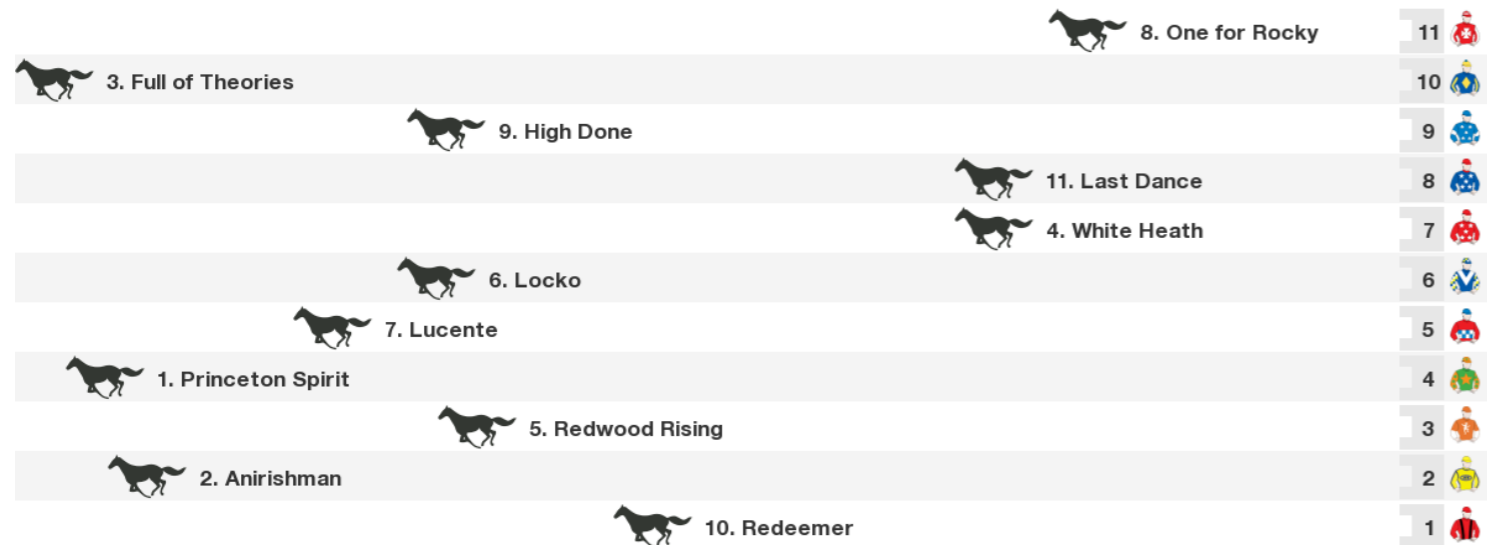 8. One for Rocky 11
3. Full of Theories 10
9. High Done 9
11. Last Dance 8
4. White Heath 7
6. Locko 6
7. Lucente 5
1. Princeton Spirit 4
5. Redwood Rising 3
2. Anirishman 2
10. Redeemer 1